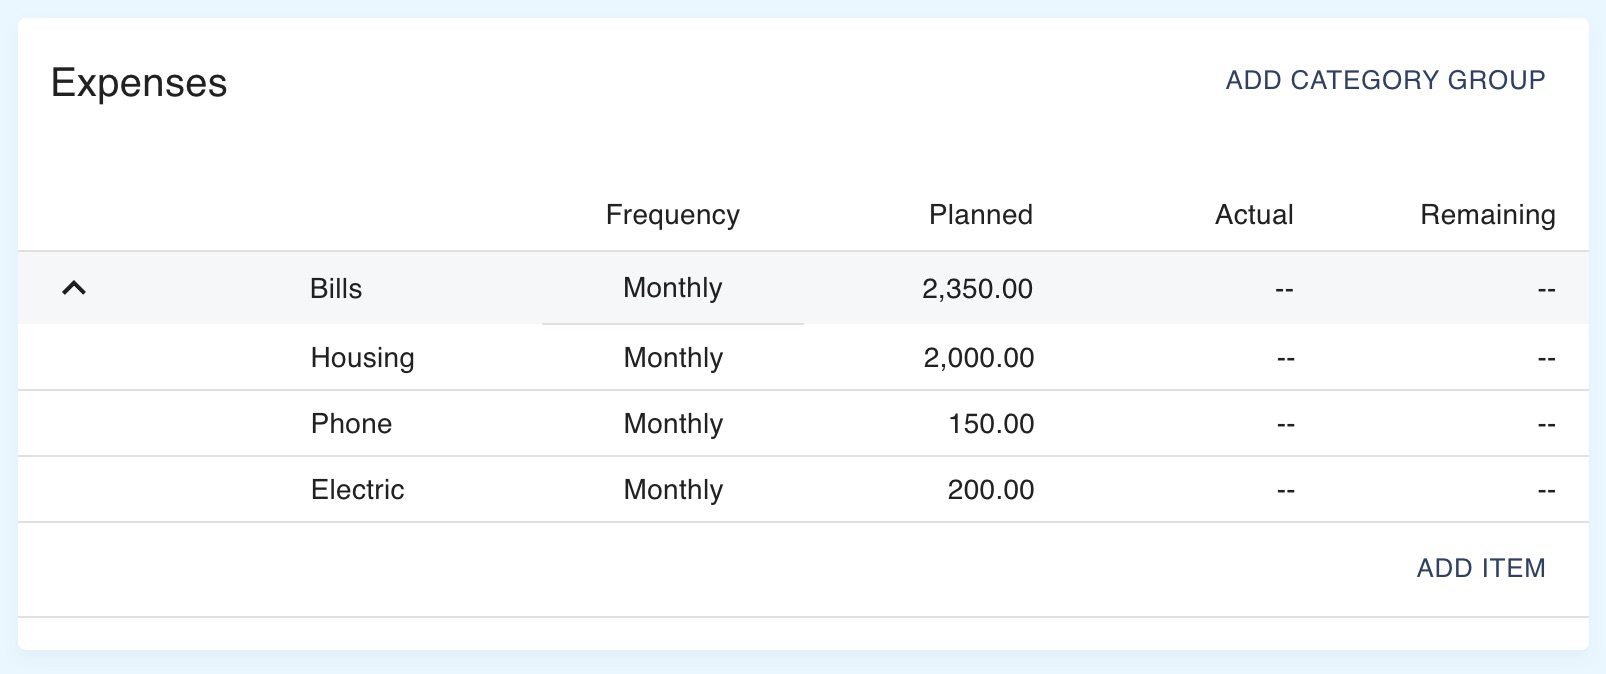 Expenses ADD CATEGORY GROUP
Frequency Planned Actual Remaining
Bills Monthly 2,350.00 -- --
Housing Monthly 2,000.00 -- --
Phone Monthly 150.00 -- --
Electric Monthly 200.00 -- --
ADD ITEM